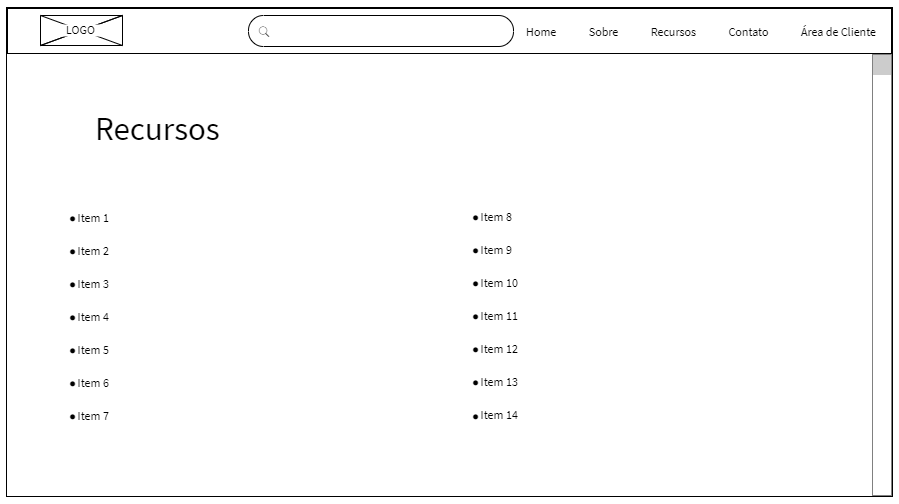 LOGO
Home Sobre Recursos Contato Área de Cliente
Recursos
Item 1
Item 2
Item 3
Item 4
Item 5
Item 6
Item 7
Item 8
Item 9
Item 10
Item 11
Item 12
Item 13
Item 14